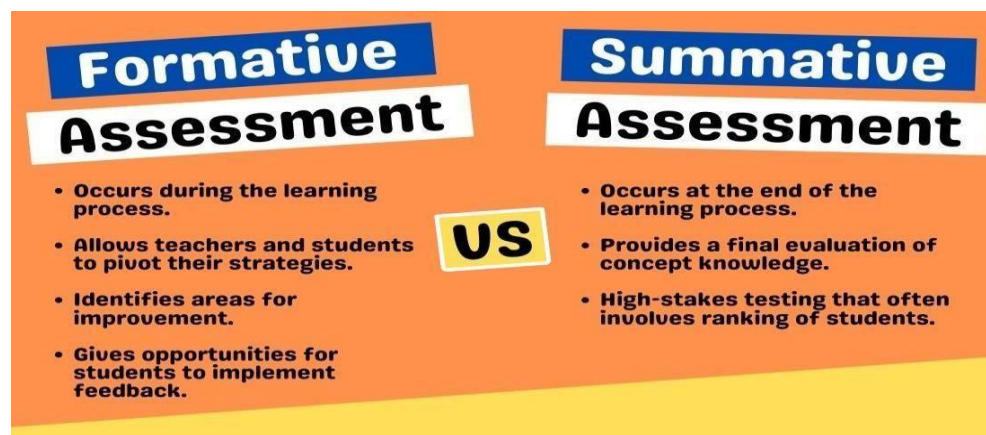 Formative
Assessment
• Occurs during the learning
process.
• Allows teachers and students
to pivot their strategies.
• Identifies areas for
improvement.
• Gives opportunities for
students to implement
feedback.
VS
Summative
Assessment
• Occurs at the end of the
learning process.
• Provides a final evaluation of
concept knowledge.
• High-stakes testing that often
involves ranking of students.